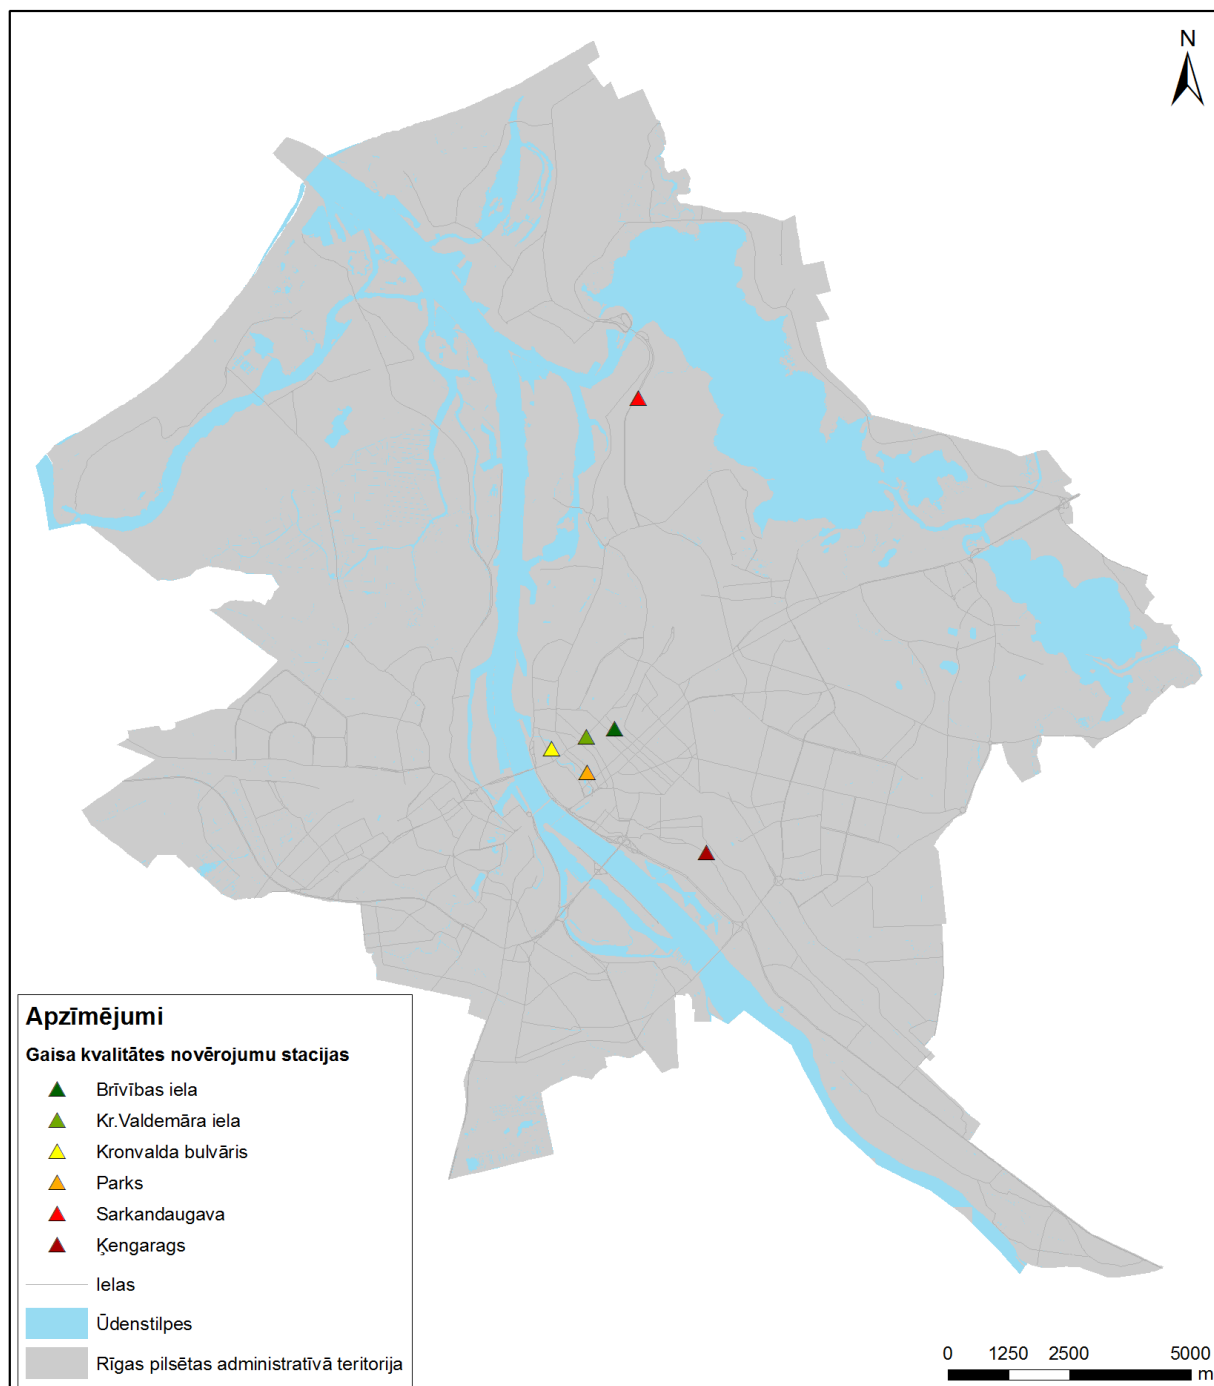 N
Apzīmējumi
Gaisa kvalitātes novērojumu stacijas
Brīvības iela
Kr.Valdemāra iela
Kronvalda bulvāris
Parks
Sarkandaugava
Ķengarags
Ielas
Ūdenstilpes
Rīgas pilsētas administratīvā teritorija
0 1250 2500 5000
m